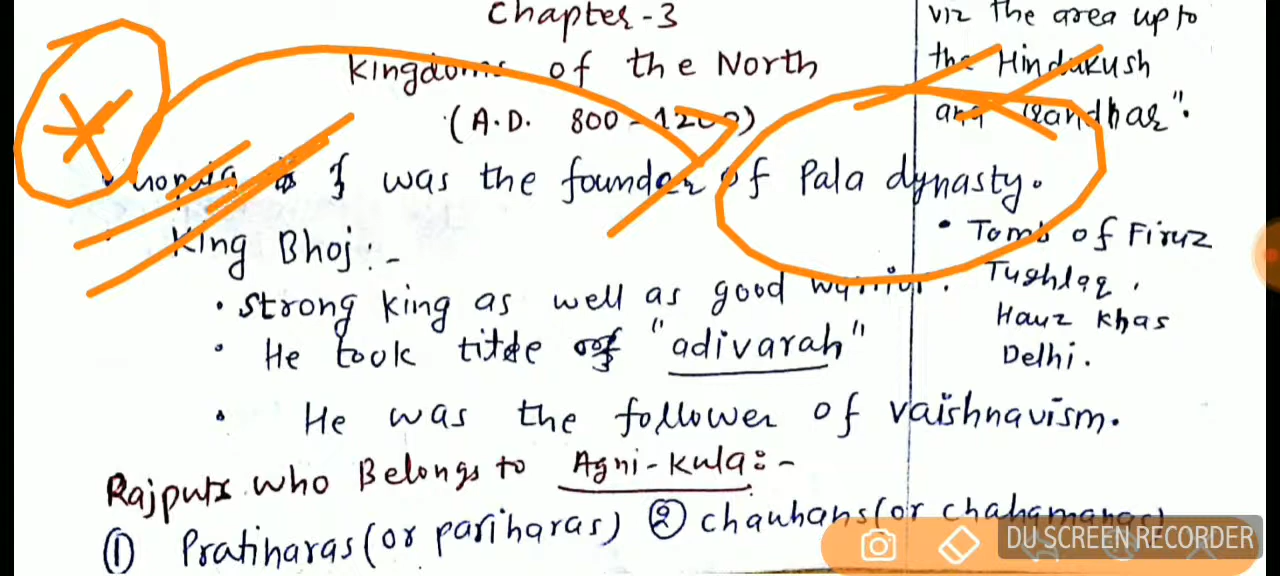 Chapter-3
Kingdoms of the North
(A.D. 800-1200)
was the founder of Pala dynasty.
King Bhoj:-
• strong king as well as good warrior.
• He took title of "adivarah"
• He was the follower of vaishnavism.
Rajputs who Belongs to Agni-kula:-
① Pratiharas (or pariharas) ② chauhans (or chahamanas)
viz the area up to
the Hindukush
and
• Tomb of Firuz
Tughlaq,
Hauz khas
Delhi.
DU SCREEN RECORDER